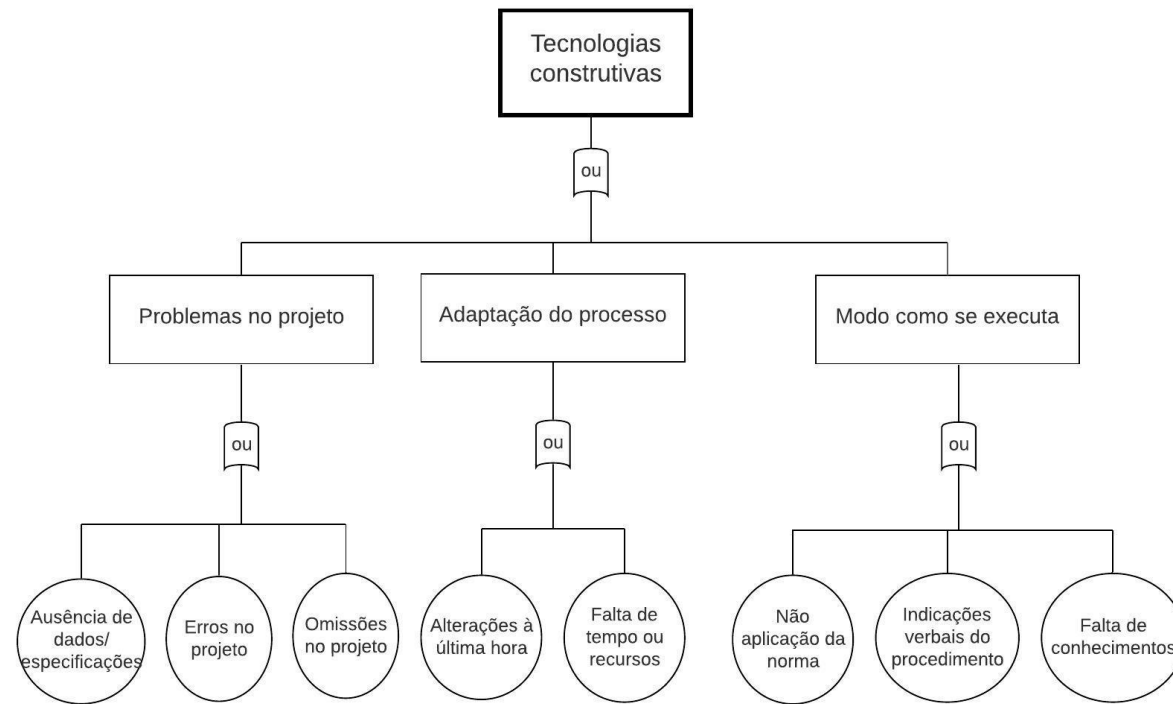 Tecnologias
construtivas
ou
Problemas no projeto
Adaptação do processo
Modo como se executa
ou
ou
ou
Ausência de
dados/
especificações
Erros no
projeto
Omissões
no projeto
Alterações à
última hora
Falta de
tempo ou
recursos
Não
aplicação da
norma
Indicações
verbais do
procedimento
Falta de
conhecimentos